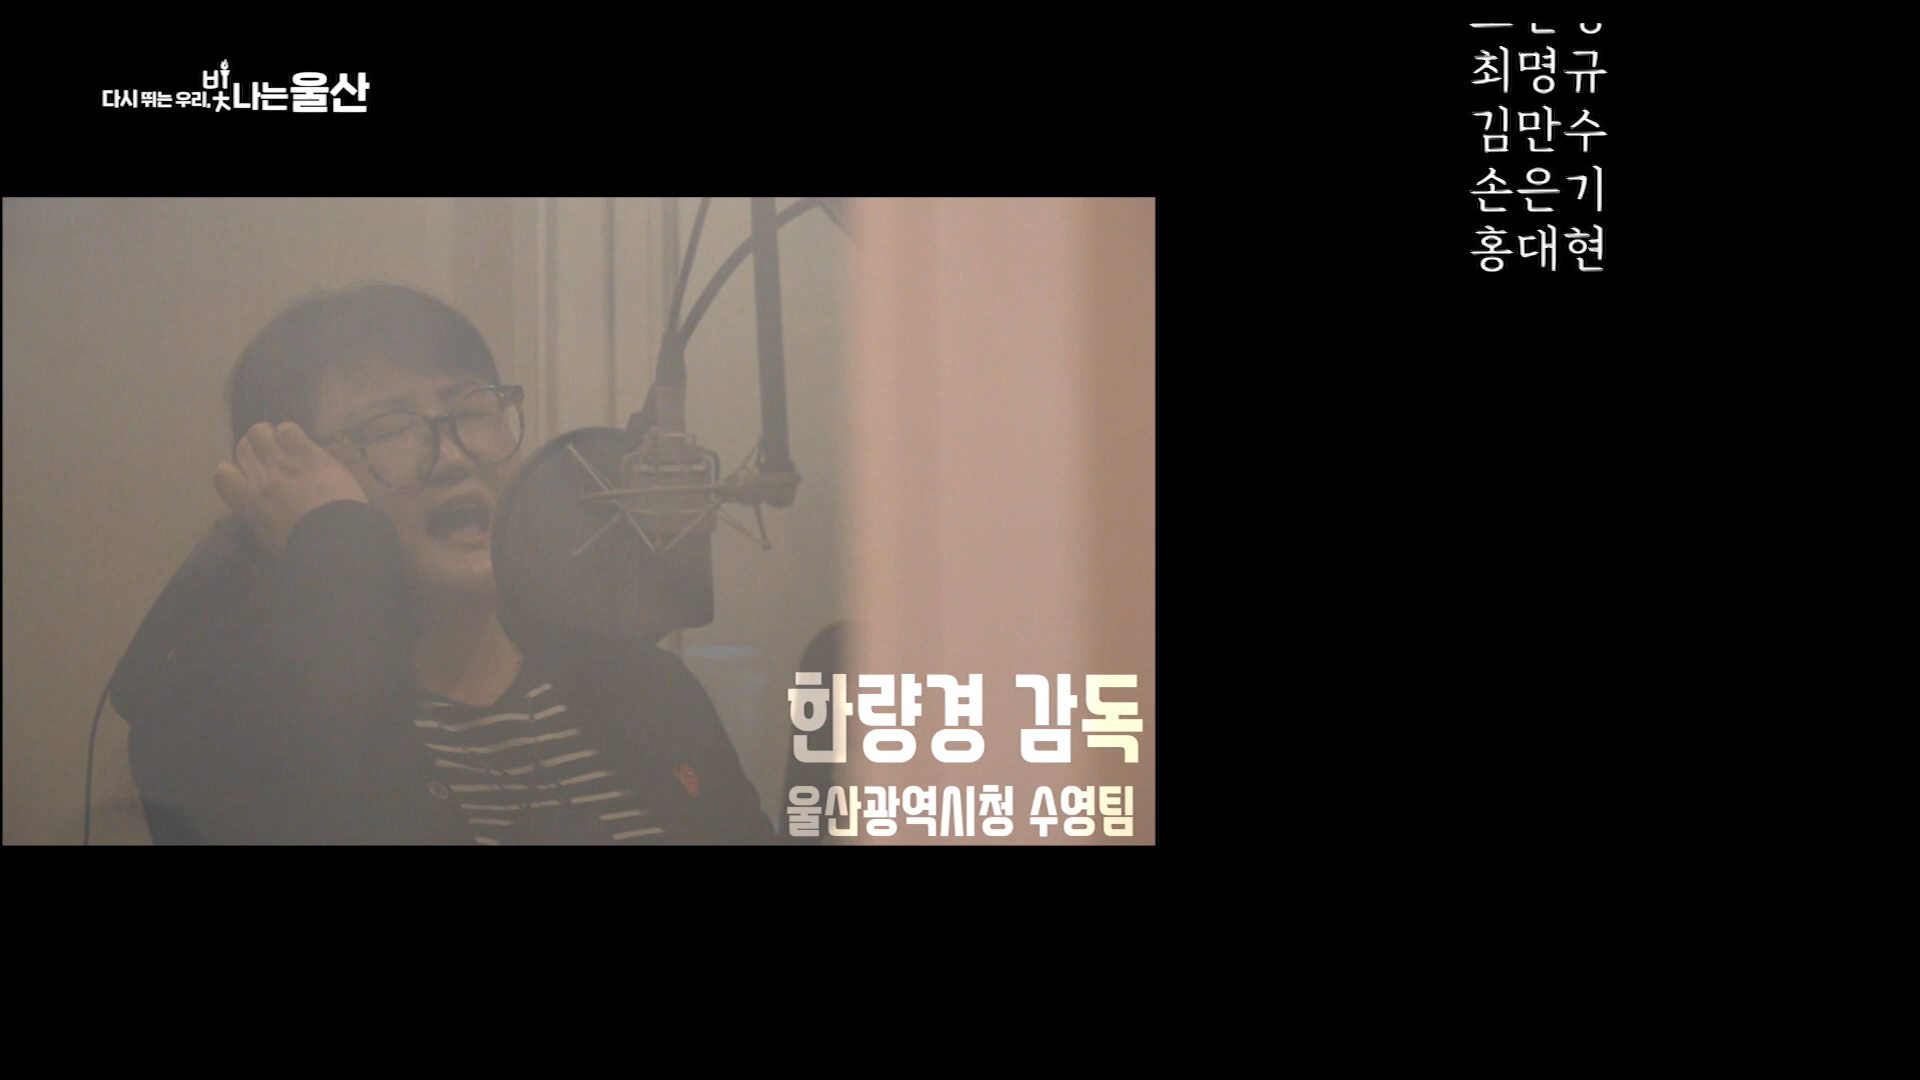 다시 뛰는 우리, 빛나는 울산
최명규
김만수
손은기
홍대현
한량경 감독
울산광역시청 수영팀